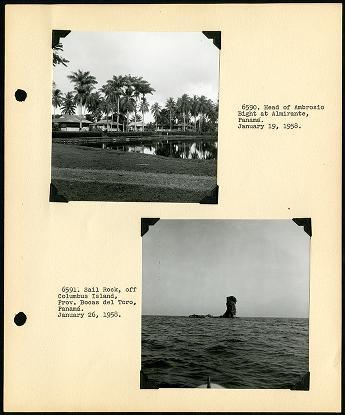 6590. Head of Ambrosio
Bight at Almirante,
Panamá.
January 19, 1958.
6591. Sail Rock, off
Columbus Island,
Prov. Bocas del Toro,
Panamá.
January 26, 1958.